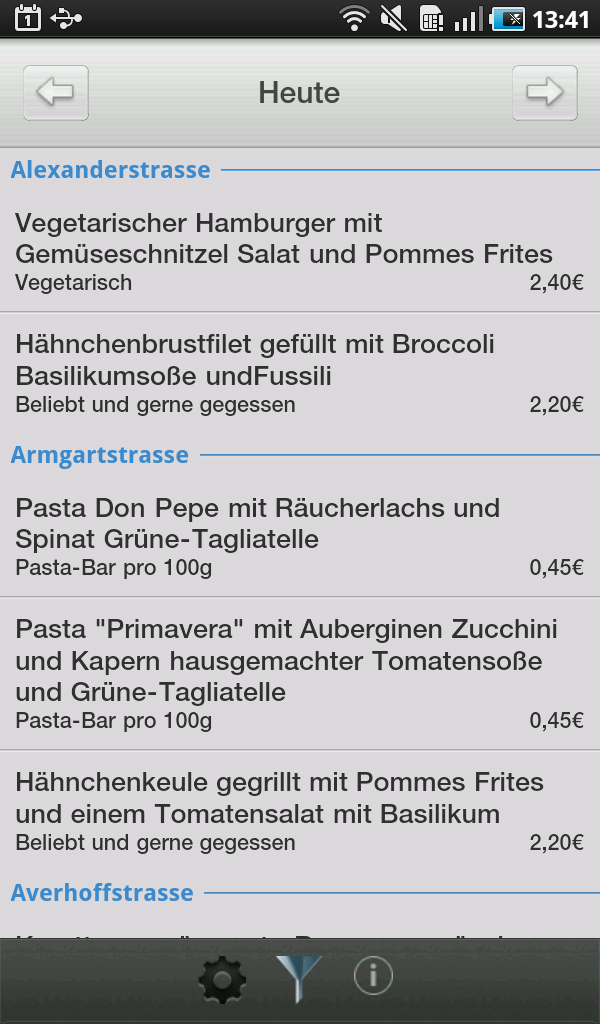 1 13:41
Heute
Alexanderstrasse
Vegetarischer Hamburger mit
Gemüseschnitzel Salat und Pommes Frites
Vegetarisch 2,40€
Hähnchenbrustfilet gefüllt mit Broccoli
Basilikumsoße undFussili
Beliebt und gerne gegessen 2,20€
Armgartstrasse
Pasta Don Pepe mit Räucherlachs und
Spinat Grüne-Tagliatelle
Pasta-Bar pro 100g 0,45€
Pasta "Primavera" mit Auberginen Zucchini
und Kapern hausgemachter Tomatensoße
und Grüne-Tagliatelle
Pasta-Bar pro 100g 0,45€
Hähnchenkeule gegrillt mit Pommes Frites
und einem Tomatensalat mit Basilikum
Beliebt und gerne gegessen 2,20€
Averhoffstrasse